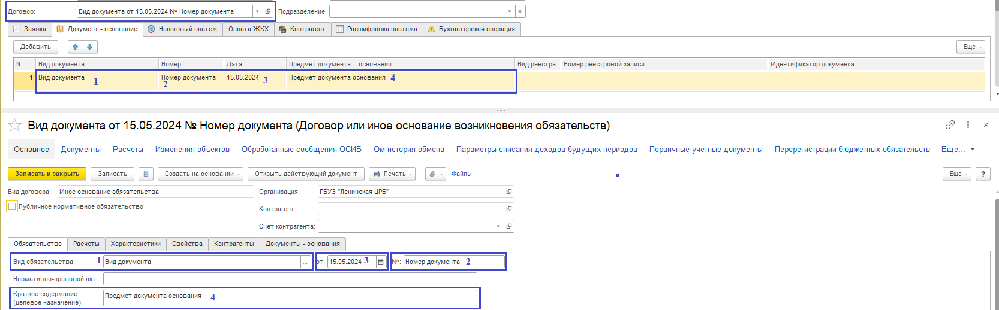 Договор: Вид документа от 15.05.2024 № Номер документа Подразделение:
Заявка Документ - основание Налоговый платеж Оплата ЖКХ Контрагент Расшифровка платежа Бухгалтерская операция
Добавить Еще
N Вид документа Номер Дата Предмет документа - основания Вид реестра Номер реестровой записи Идентификатор документа
1 Вид документа 1 Номер документа 2 15.05.2024 3 Предмет документа основания 4
Вид документа от 15.05.2024 № Номер документа (Договор или иное основание возникновения обязательств)
Основное Документы Расчеты Изменения объектов Обработанные сообщения ОСИБ Ом история обмена Параметры списания доходов будущих периодов Первичные учетные документы Перерегистрации бюджетных обязательств Еще...
Записать и закрыть Записать Создать на основании Открыть действующий документ Печать Файлы Еще ?
Вид договора: Иное основание обязательства Организация: ГБУЗ "Ленинская ЦРБ"
Публичное нормативное обязательство Контрагент:
Счет контрагента:
Обязательство Расчеты Характеристики Свойства Контрагенты Документы - основания
Вид обязательства: 1 Вид документа ... от: 15.05.2024 3 №: Номер документа 2
Нормативно-правовой акт:
Краткое содержание Предмет документа основания 4
(целевое назначение):